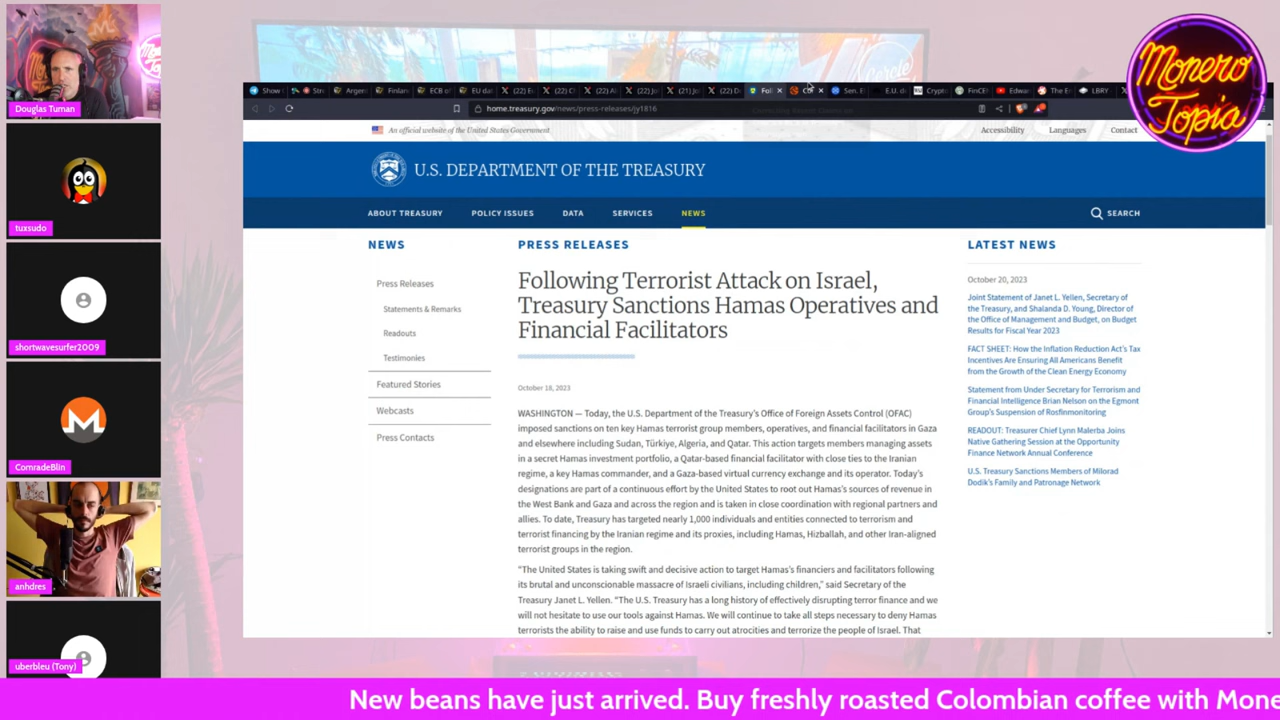 Douglas Tuman
tuxsudo
shortwavesurfer2009
ComradeBlin
anhdres
uberbleu (Tony)
Monero
Topia
Show
Argen
Finlan
ECB o
EU da
(22) E
(22) C
(22) A
(22) Jo
(21) Jo
(22) D
Foll
Sen. E
E.U. d
Crypto
FinCE
Edwa
The E
LBRY
home.treasury.gov/news/press-releases/jy1816
An official website of the United States Government
Accessibility
Languages
Contact
U.S. DEPARTMENT OF THE TREASURY
ABOUT TREASURY
POLICY ISSUES
DATA
SERVICES
NEWS
SEARCH
NEWS
Press Releases
Statements & Remarks
Readouts
Testimonies
Featured Stories
Webcasts
Press Contacts
PRESS RELEASES
Following Terrorist Attack on Israel,
Treasury Sanctions Hamas Operatives and
Financial Facilitators
October 18, 2023
WASHINGTON — Today, the U.S. Department of the Treasury's Office of Foreign Assets Control (OFAC)
imposed sanctions on ten key Hamas terrorist group members, operatives, and financial facilitators in Gaza
and elsewhere including Sudan, Türkiye, Algeria, and Qatar. This action targets members managing assets
in a secret Hamas investment portfolio, a Qatar-based financial facilitator with close ties to the Iranian
regime, a key Hamas commander, and a Gaza-based virtual currency exchange and its operator. Today's
designations are part of a continuous effort by the United States to root out Hamas's sources of revenue in
the West Bank and Gaza and across the region and is taken in close coordination with regional partners and
allies. To date, Treasury has targeted nearly 1,000 individuals and entities connected to terrorism and
terrorist financing by the Iranian regime and its proxies, including Hamas, Hizballah, and other Iran-aligned
terrorist groups in the region.
"The United States is taking swift and decisive action to target Hamas's financiers and facilitators following
its brutal and unconscionable massacre of Israeli civilians, including children," said Secretary of the
Treasury Janet L. Yellen. "The U.S. Treasury has a long history of effectively disrupting terror finance and we
will not hesitate to use our tools against Hamas. We will continue to take all steps necessary to deny Hamas
terrorists the ability to raise and use funds to carry out atrocities and terrorize the people of Israel. That
LATEST NEWS
October 20, 2023
Joint Statement of Janet L. Yellen, Secretary of
the Treasury, and Shalanda D. Young, Director of
the Office of Management and Budget, on Budget
Results for Fiscal Year 2023
FACT SHEET: How the Inflation Reduction Act's Tax
Incentives Are Ensuring All Americans Benefit
from the Growth of the Clean Energy Economy
Statement from Under Secretary for Terrorism and
Financial Intelligence Brian Nelson on the Egmont
Group's Suspension of Rosfinmonitoring
READOUT: Treasurer Chief Lynn Malerba Joins
Native Gathering Session at the Opportunity
Finance Network Annual Conference
U.S. Treasury Sanctions Members of Milorad
Dodik's Family and Patronage Network
New beans have just arrived. Buy freshly roasted Colombian coffee with Mone